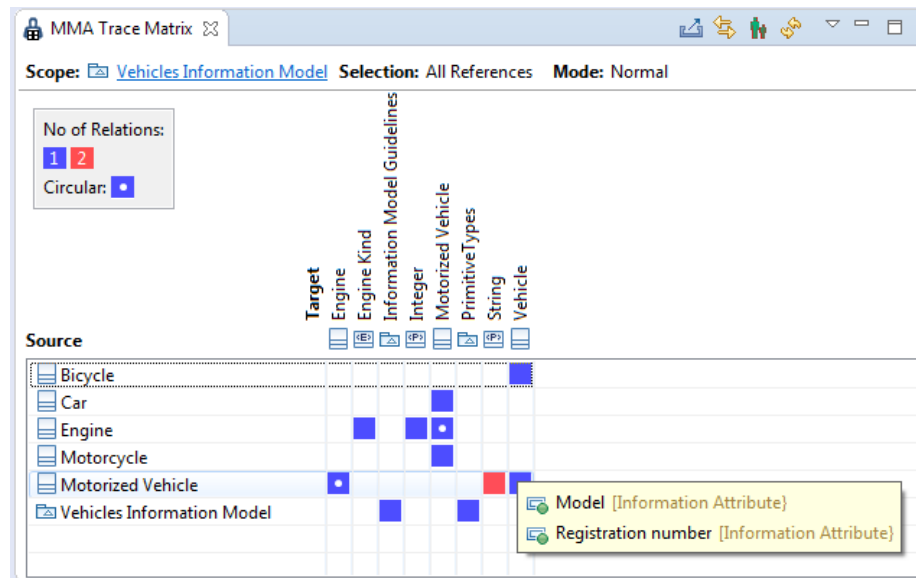 MMA Trace Matrix
Scope: Vehicles Information Model Selection: All References Mode: Normal
No of Relations:
1 2
Circular:
Target
Engine
Engine Kind
Information Model Guidelines
Integer
Motorized Vehicle
PrimitiveTypes
String
Vehicle
<E> <P> <P>
Source
Bicycle
Car
Engine
Motorcycle
Motorized Vehicle
Vehicles Information Model
Model [Information Attribute}
Registration number [Information Attribute}